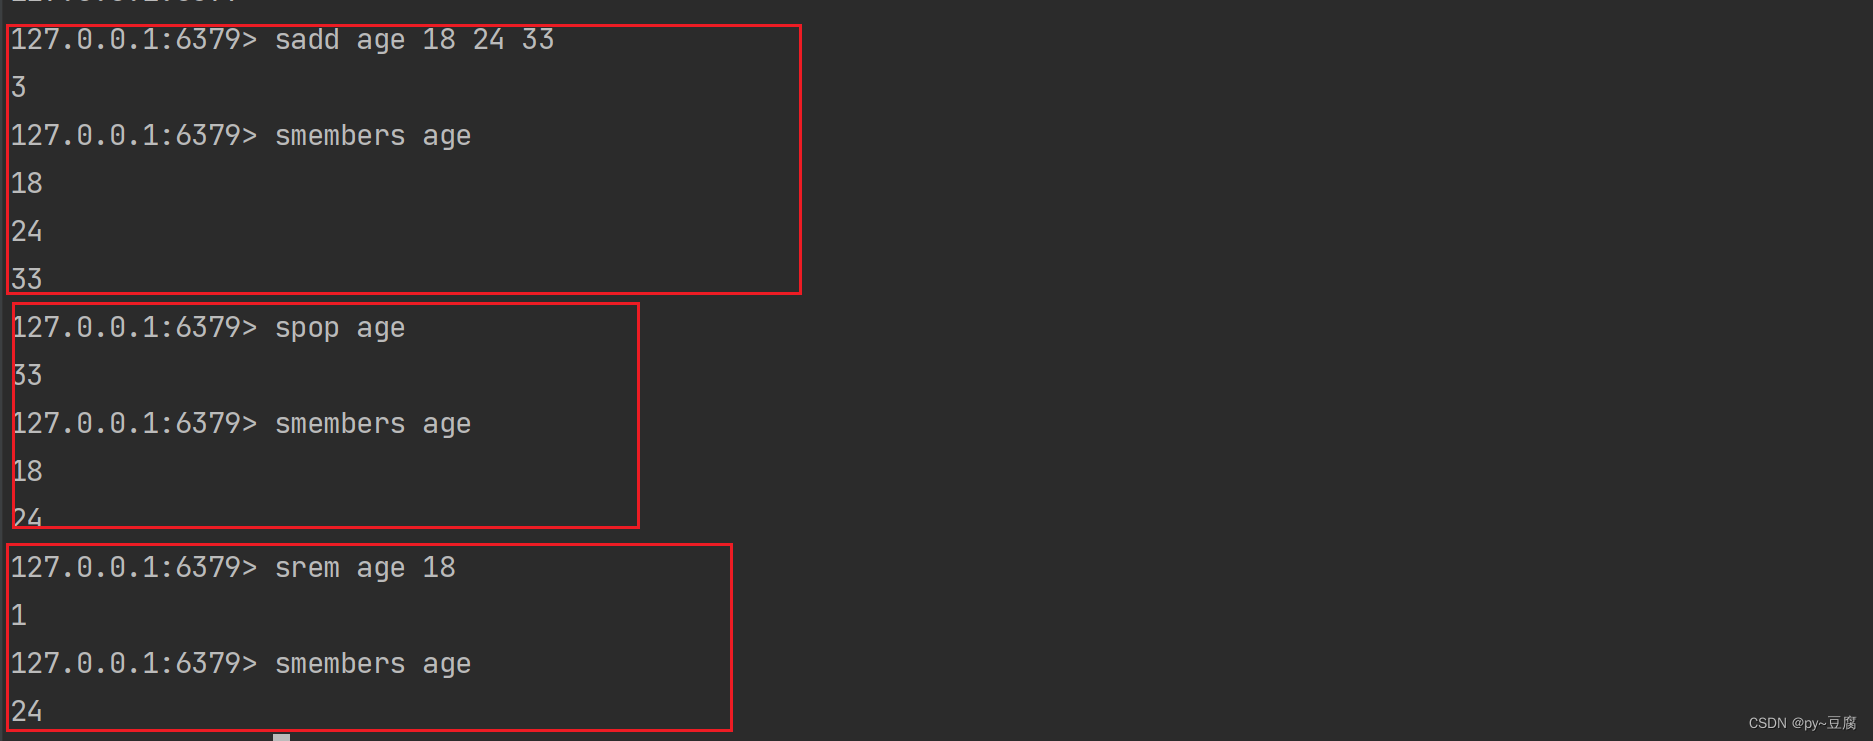 127.0.0.1:6379> sadd age 18 24 33
3
127.0.0.1:6379> smembers age
18
24
33
127.0.0.1:6379> spop age
33
127.0.0.1:6379> smembers age
18
24
127.0.0.1:6379> srem age 18
1
127.0.0.1:6379> smembers age
24
CSDN @py~豆腐